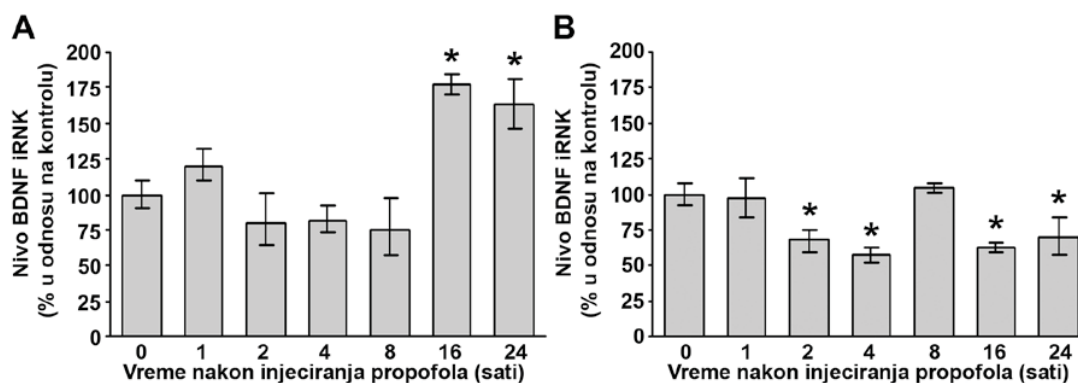 A
Nivo BDNF iRNK
(% u odnosu na kontrolu)
200
175
150
125
100
75
50
25
0
* *
0 1 2 4 8 16 24
Vreme nakon injeciranja propofola (sati)
B
Nivo BDNF iRNK
(% u odnosu na kontrolu)
200
175
150
125
100
75
50
25
0
* * * *
0 1 2 4 8 16 24
Vreme nakon injeciranja propofola (sati)